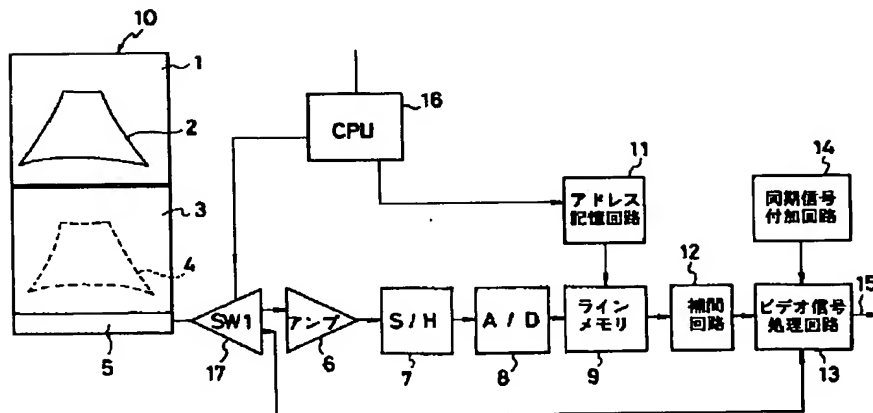 10
1
2
3
4
5
CPU
16
SW1
17
アンプ
6
S/H
7
A/D
8
11
アドレス
記憶回路
ライン
メモリ
9
12
補間
回路
14
同期信号
付加回路
ビデオ信号
処理回路
13
15